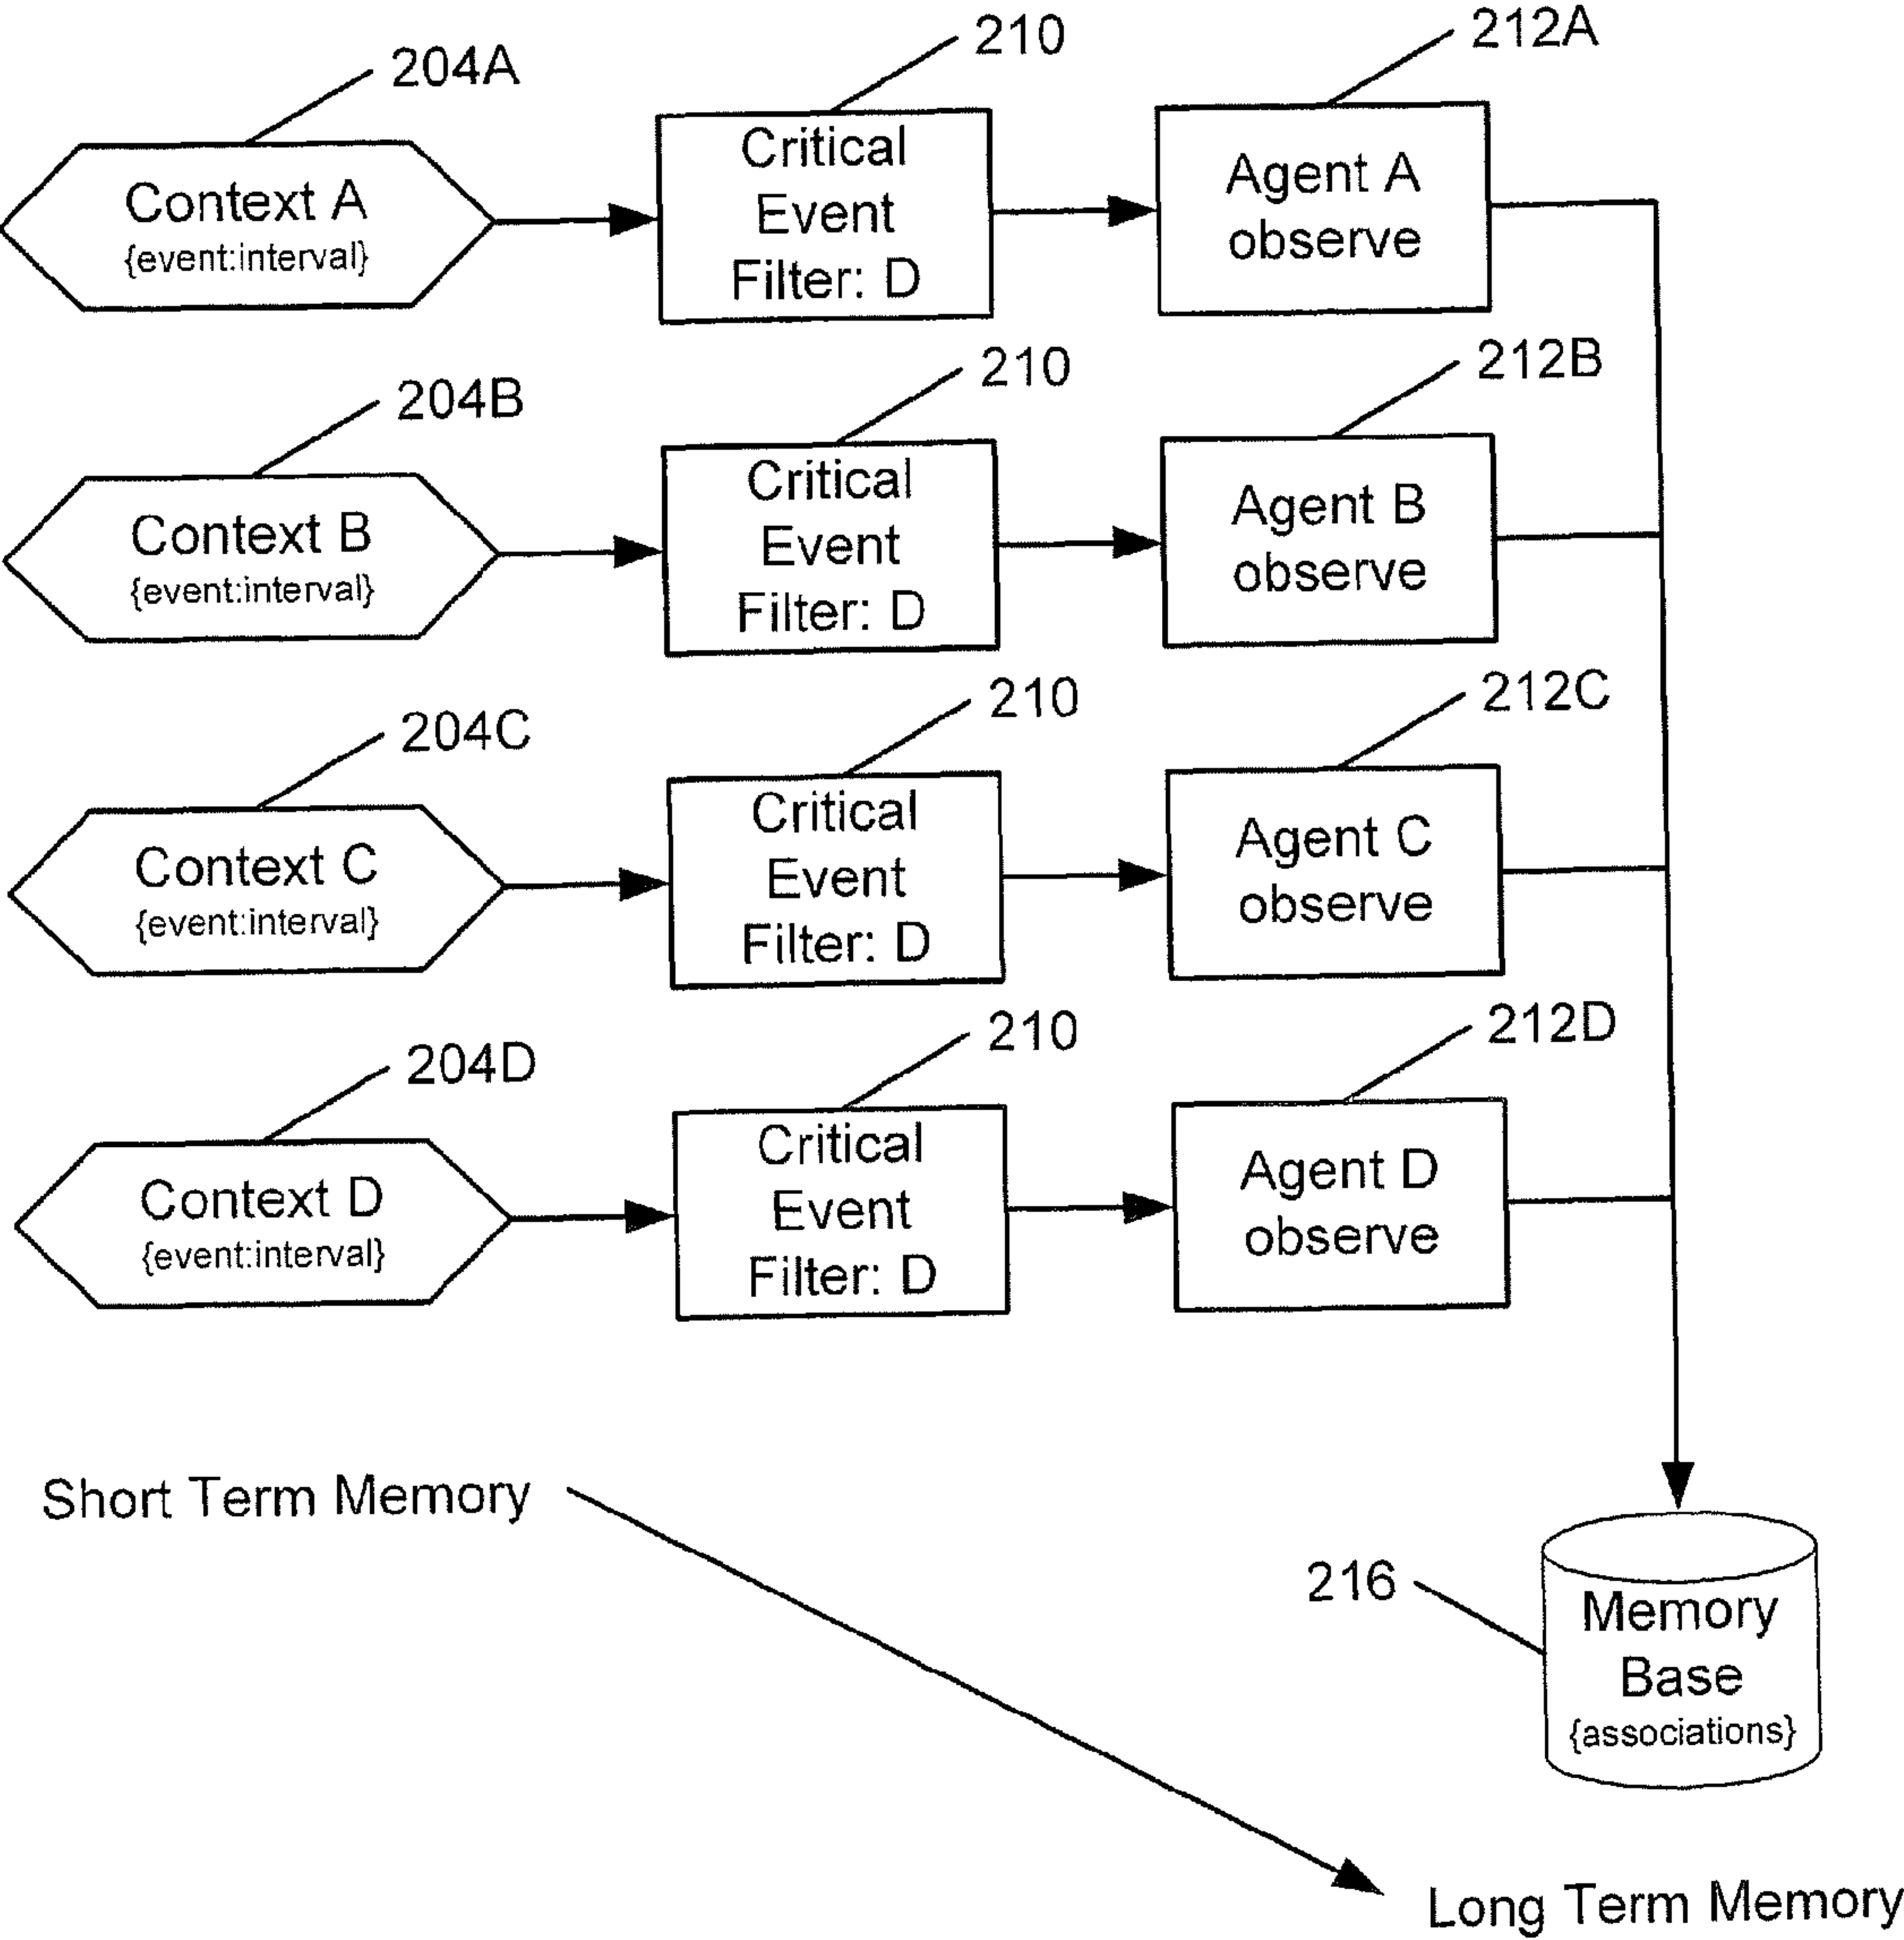 204A
210
212A
Context A
{event:interval}
Critical
Event
Filter: D
Agent A
observe
204B
210
212B
Context B
{event:interval}
Critical
Event
Filter: D
Agent B
observe
204C
210
212C
Context C
{event:interval}
Critical
Event
Filter: D
Agent C
observe
204D
210
212D
Context D
{event:interval}
Critical
Event
Filter: D
Agent D
observe
Short Term Memory
216
Memory
Base
{associations}
Long Term Memory